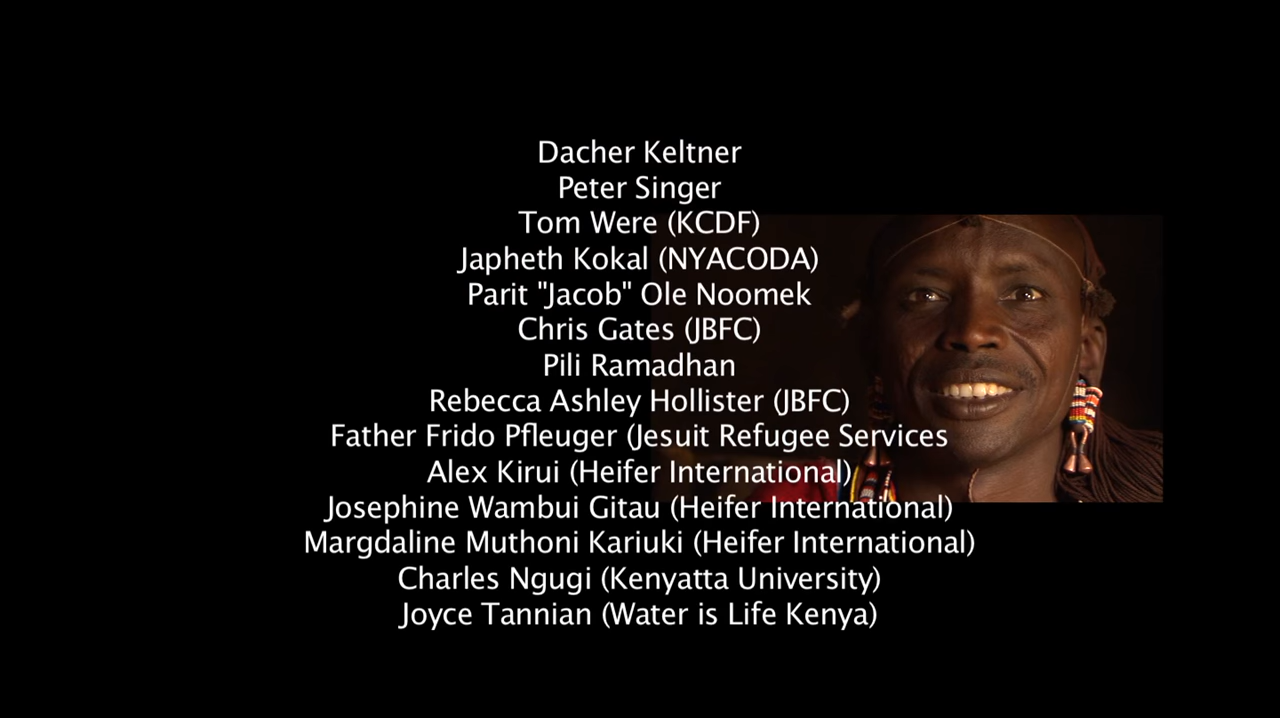 Dacher Keltner
Peter Singer
Tom Were (KCDF)
Japheth Kokal (NYACODA)
Parit "Jacob" Ole Noomek
Chris Gates (JBFC)
Pili Ramadhan
Rebecca Ashley Hollister (JBFC)
Father Frido Pfleuger (Jesuit Refugee Services
Alex Kirui (Heifer International)
Josephine Wambui Gitau (Heifer International)
Margdaline Muthoni Kariuki (Heifer International)
Charles Ngugi (Kenyatta University)
Joyce Tannian (Water is Life Kenya)